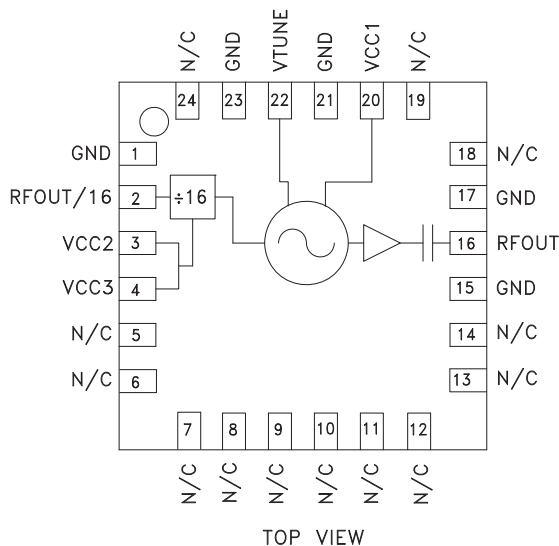 N/C GND VTUNE GND VCC1 N/C
24 23 22 21 20 19
GND 1 18 N/C
RFOUT/16 2 ÷16 17 GND
VCC2 3 16 RFOUT
VCC3 4 15 GND
N/C 5 14 N/C
N/C 6 13 N/C
7 8 9 10 11 12
N/C N/C N/C N/C N/C N/C
TOP VIEW